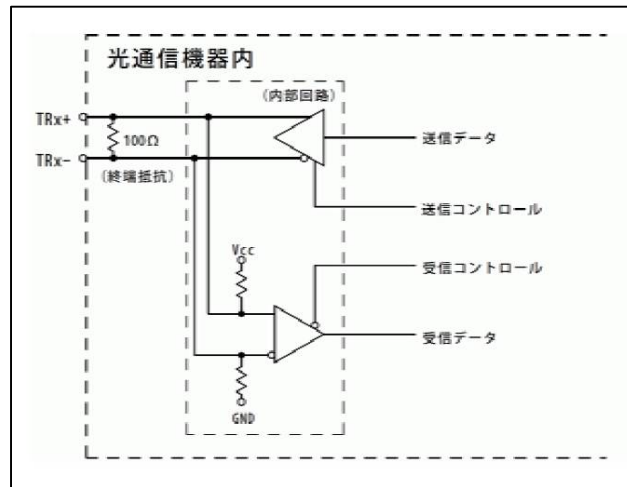 光通信機器内
(内部回路)
TRx+
100Ω
送信データ
TRx−
(終端抵抗)
送信コントロール
Vcc
受信コントロール
受信データ
GND